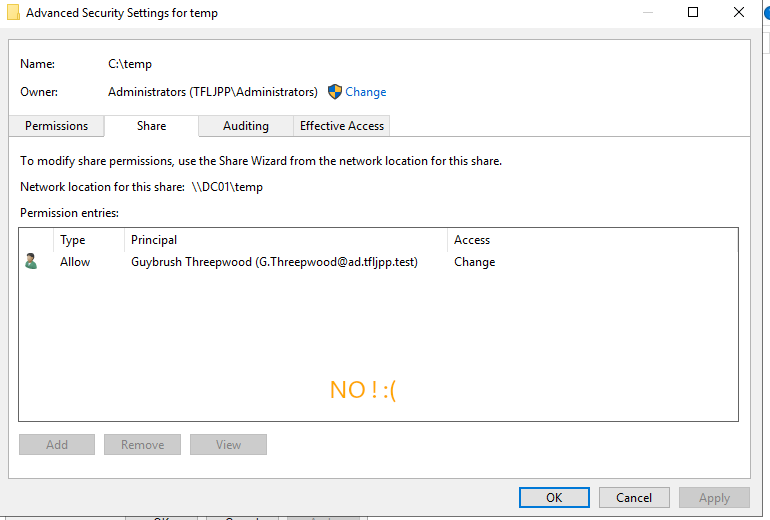 Advanced Security Settings for temp
Name: C:\temp
Owner: Administrators (TFLJPP\Administrators) Change
Permissions Share Auditing Effective Access
To modify share permissions, use the Share Wizard from the network location for this share.
Network location for this share: \\DC01\temp
Permission entries:
Type Principal Access
Allow Guybrush Threepwood (G.Threepwood@ad.tfljpp.test) Change
NO ! :(
Add Remove View
OK Cancel Apply